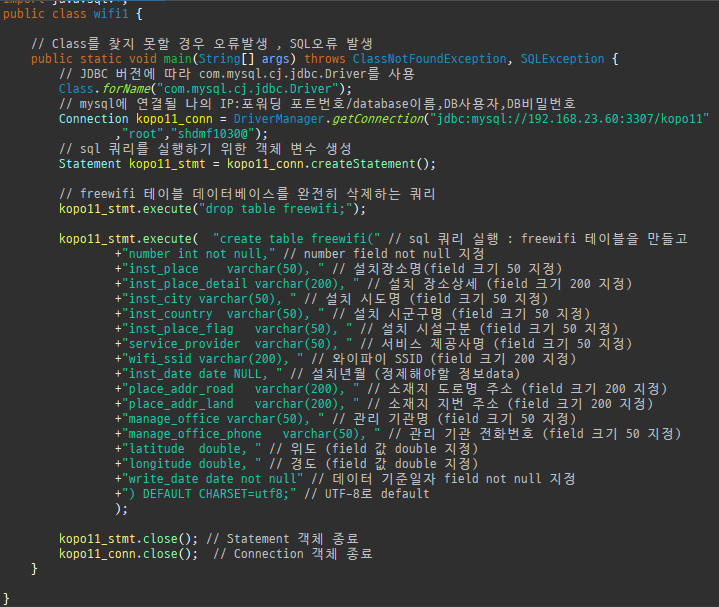 public class wifi1 {
// Class를 찾지 못할 경우 오류발생 , SQL오류 발생
public static void main(String[] args) throws ClassNotFoundException, SQLException {
// JDBC 버전에 따라 com.mysql.cj.jdbc.Driver를 사용
Class.forName("com.mysql.cj.jdbc.Driver");
// mysql에 연결될 나의 IP:포워딩 포트번호/database이름,DB사용자,DB비밀번호
Connection kopo11_conn = DriverManager.getConnection("jdbc:mysql://192.168.23.60:3307/kopo11"
,"root","shdmf1030@");
// sql 쿼리를 실행하기 위한 객체 변수 생성
Statement kopo11_stmt = kopo11_conn.createStatement();
// freewifi 테이블 데이터베이스를 완전히 삭제하는 쿼리
kopo11_stmt.execute("drop table freewifi;");
kopo11_stmt.execute(  "create table freewifi(" // sql 쿼리 실행 : freewifi 테이블을 만들고
+"number int not null," // number field not null 지정
+"inst_place    varchar(50), " // 설치장소명(field 크기 50 지정)
+"inst_place_detail varchar(200), " // 설치 장소상세 (field 크기 200 지정)
+"inst_city varchar(50), " // 설치 시도명 (field 크기 50 지정)
+"inst_country  varchar(50), " // 설치 시군구명 (field 크기 50 지정)
+"inst_place_flag   varchar(50), " // 설치 시설구분 (field 크기 50 지정)
+"service_provider  varchar(50), " // 서비스 제공사명 (field 크기 50 지정)
+"wifi_ssid varchar(200), " // 와이파이 SSID (field 크기 200 지정)
+"inst_date date NULL, " // 설치년월 (정제해야할 정보data)
+"place_addr_road   varchar(200), " // 소재지 도로명 주소 (field 크기 200 지정)
+"place_addr_land   varchar(200), " // 소재지 지번 주소 (field 크기 200 지정)
+"manage_office varchar(50), " // 관리 기관명 (field 크기 50 지정)
+"manage_office_phone   varchar(50), " // 관리 기관 전화번호 (field 크기 50 지정)
+"latitude  double, " // 위도 (field 값 double 지정)
+"longitude double, " // 경도 (field 값 double 지정)
+"write_date date not null" // 데이터 기준일자 field not null 지정
+") DEFAULT CHARSET=utf8;" // UTF-8로 default
);
kopo11_stmt.close(); // Statement 객체 종료
kopo11_conn.close();  // Connection 객체 종료
}
}